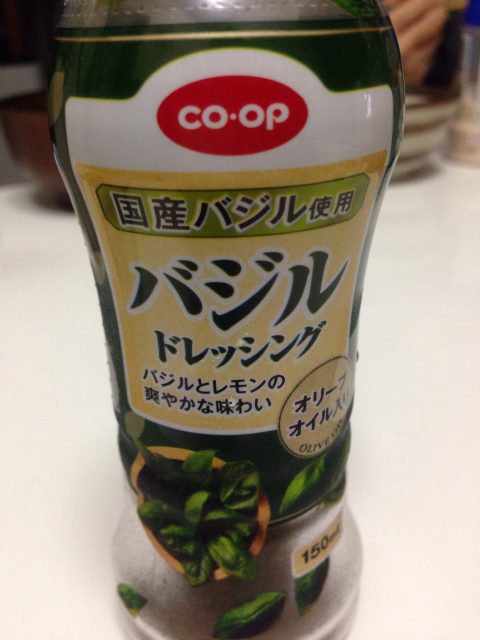 CO·OP
国産バジル使用
バジル
ドレッシング
バジルとレモンの
爽やかな味わい
オリーブ
オイル入り
OLIVE
150